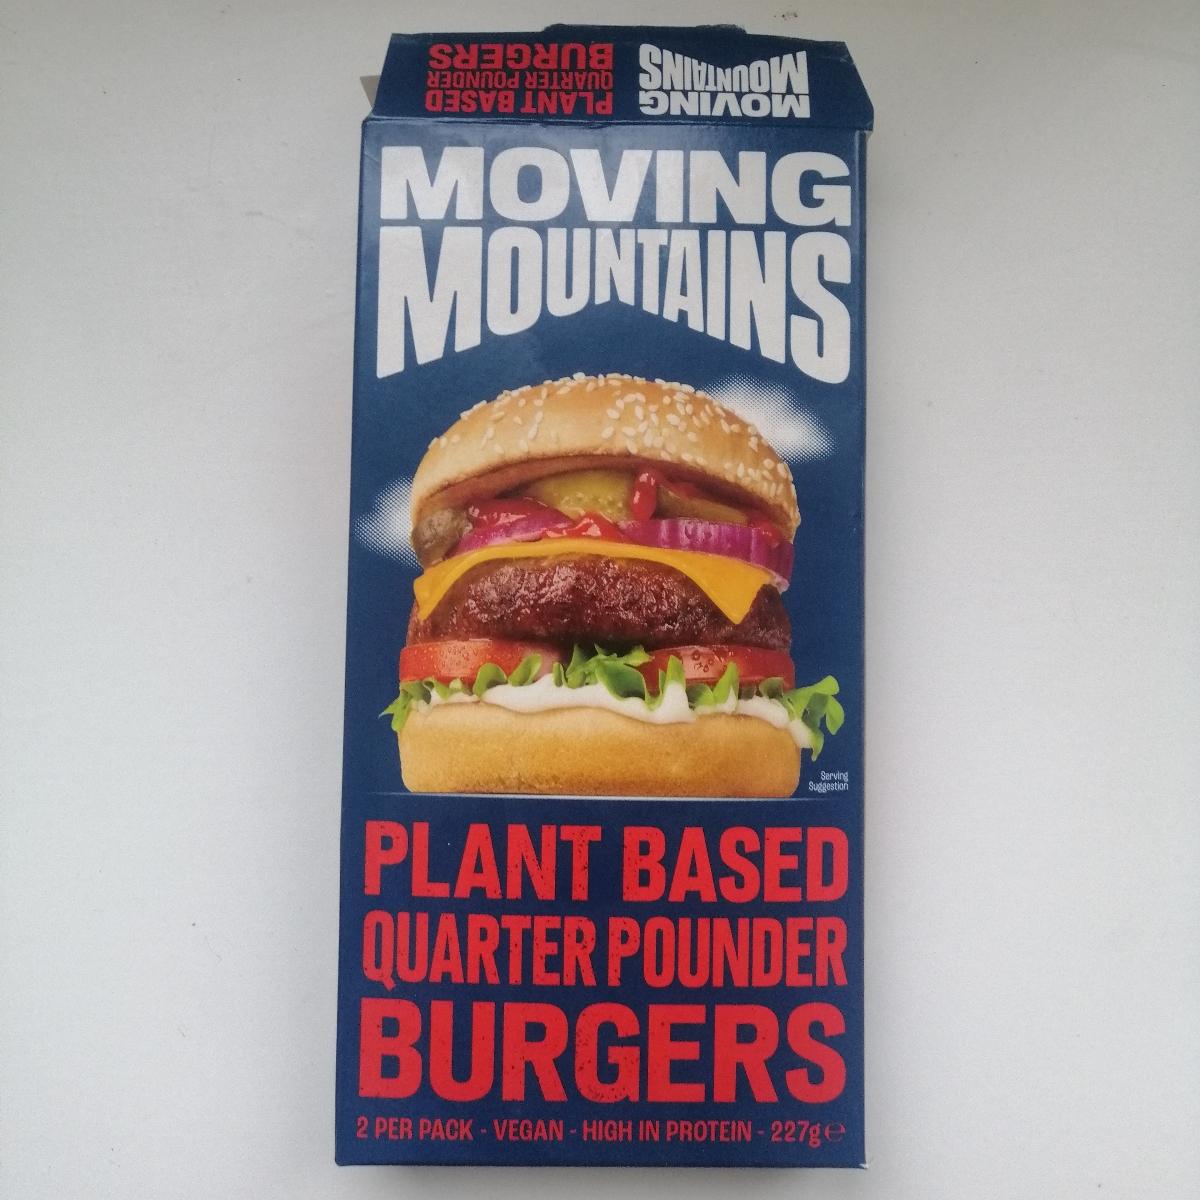 PLANT BASED
QUARTER POUNDER
BURGERS
MOVING
MOUNTAINS
MOVING
MOUNTAINS
Serving
Suggestion
PLANT BASED
QUARTER POUNDER
BURGERS
2 PER PACK - VEGAN - HIGH IN PROTEIN - 227g ℮